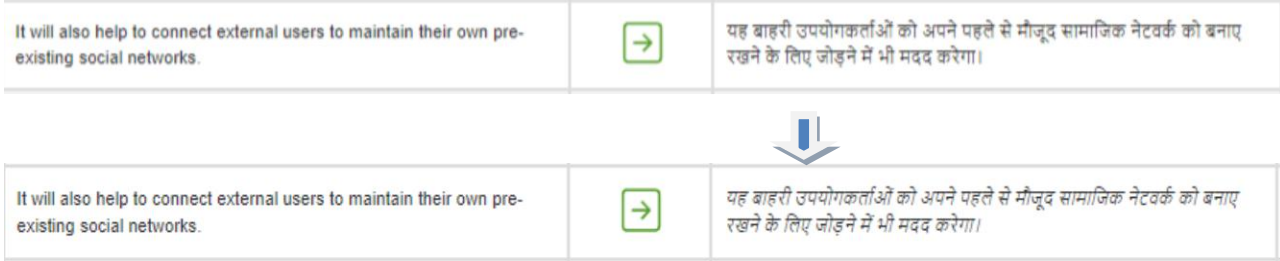 It will also help to connect external users to maintain their own pre-
existing social networks.
यह बाहरी उपयोगकर्ताओं को अपने पहले से मौजूद सामाजिक नेटवर्क को बनाए
रखने के लिए जोड़ने में भी मदद करेगा।
It will also help to connect external users to maintain their own pre-
existing social networks.
यह बाहरी उपयोगकर्ताओं को अपने पहले से मौजूद सामाजिक नेटवर्क को बनाए
रखने के लिए जोड़ने में भी मदद करेगा।